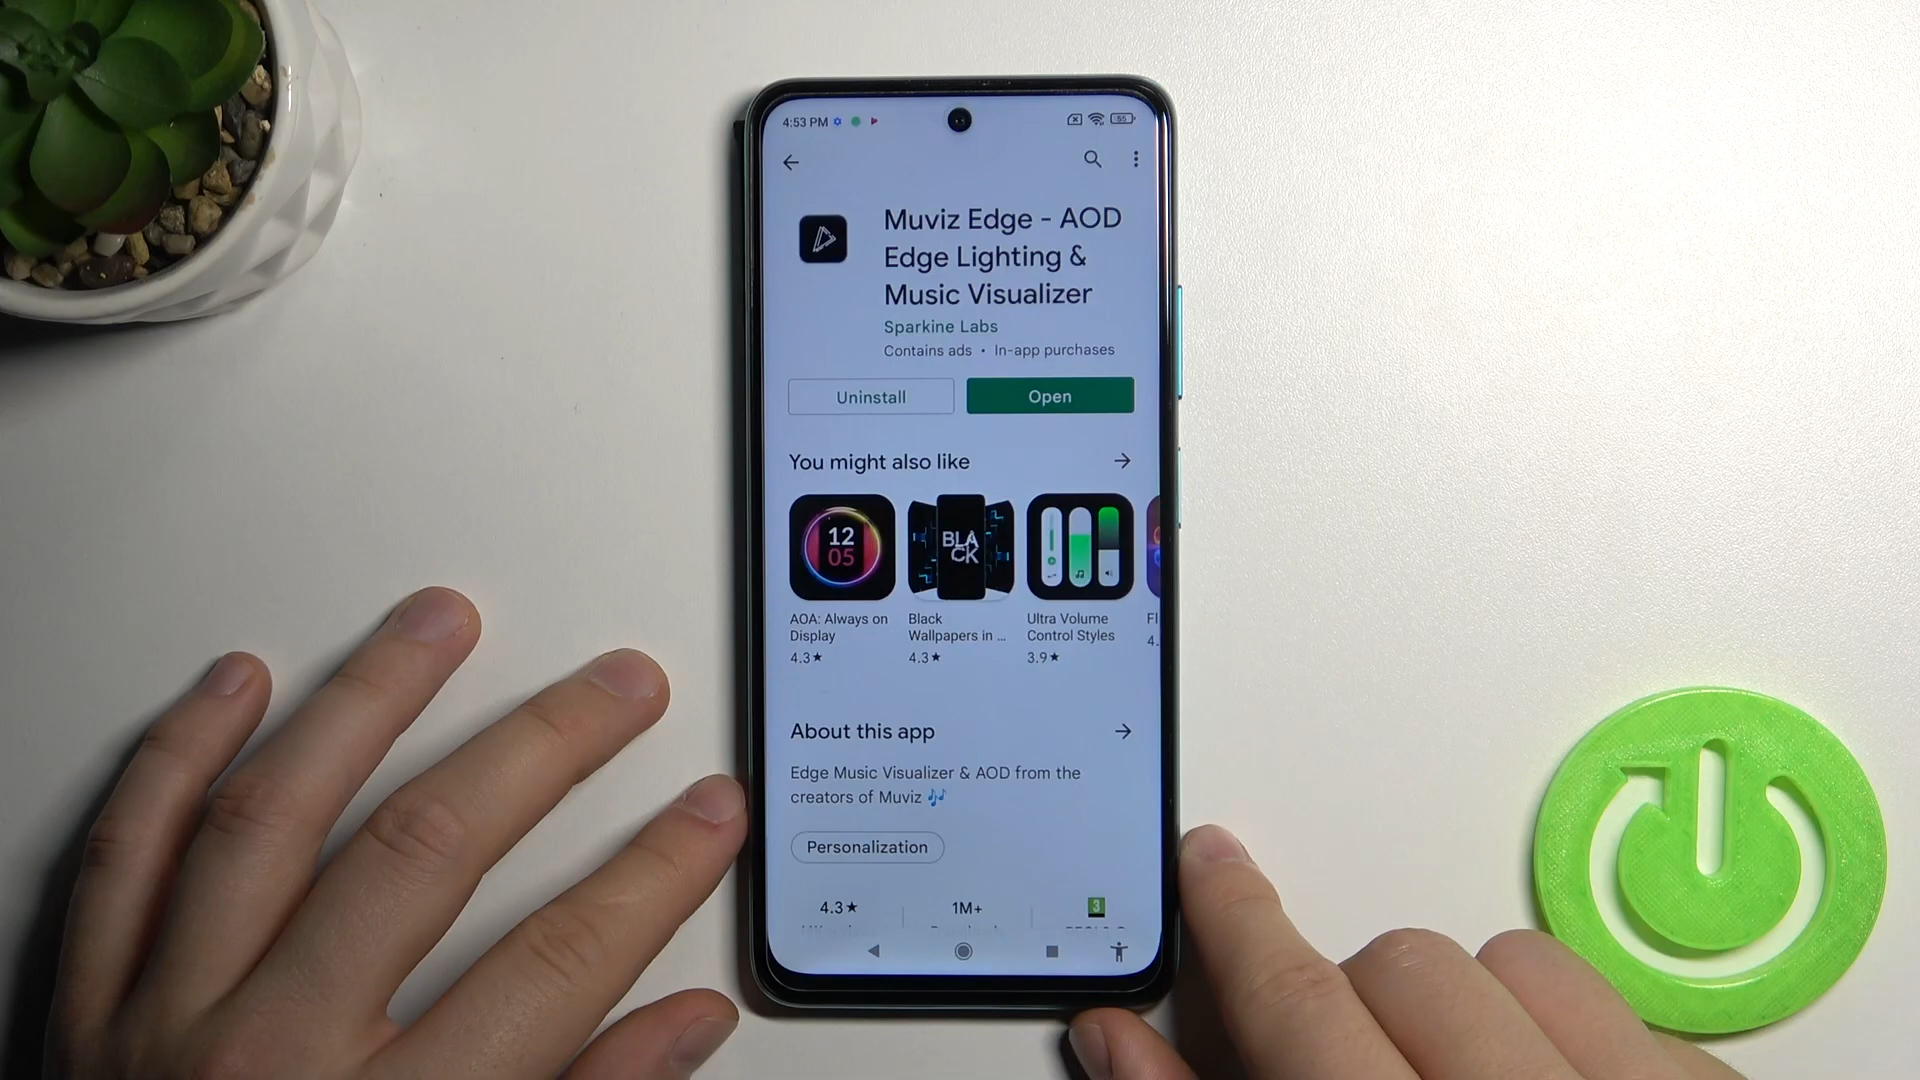 4:53 PM
55
Muviz Edge - AOD
Edge Lighting &
Music Visualizer
Sparkine Labs
Contains ads • In-app purchases
Uninstall
Open
You might also like
12
05
BLA
CK
AOA: Always on
Display
4.3★
Black
Wallpapers in ...
4.3★
Ultra Volume
Control Styles
3.9★
Fl
4.
About this app
Edge Music Visualizer & AOD from the
creators of Muviz 🎶
Personalization
4.3★
1M+
3